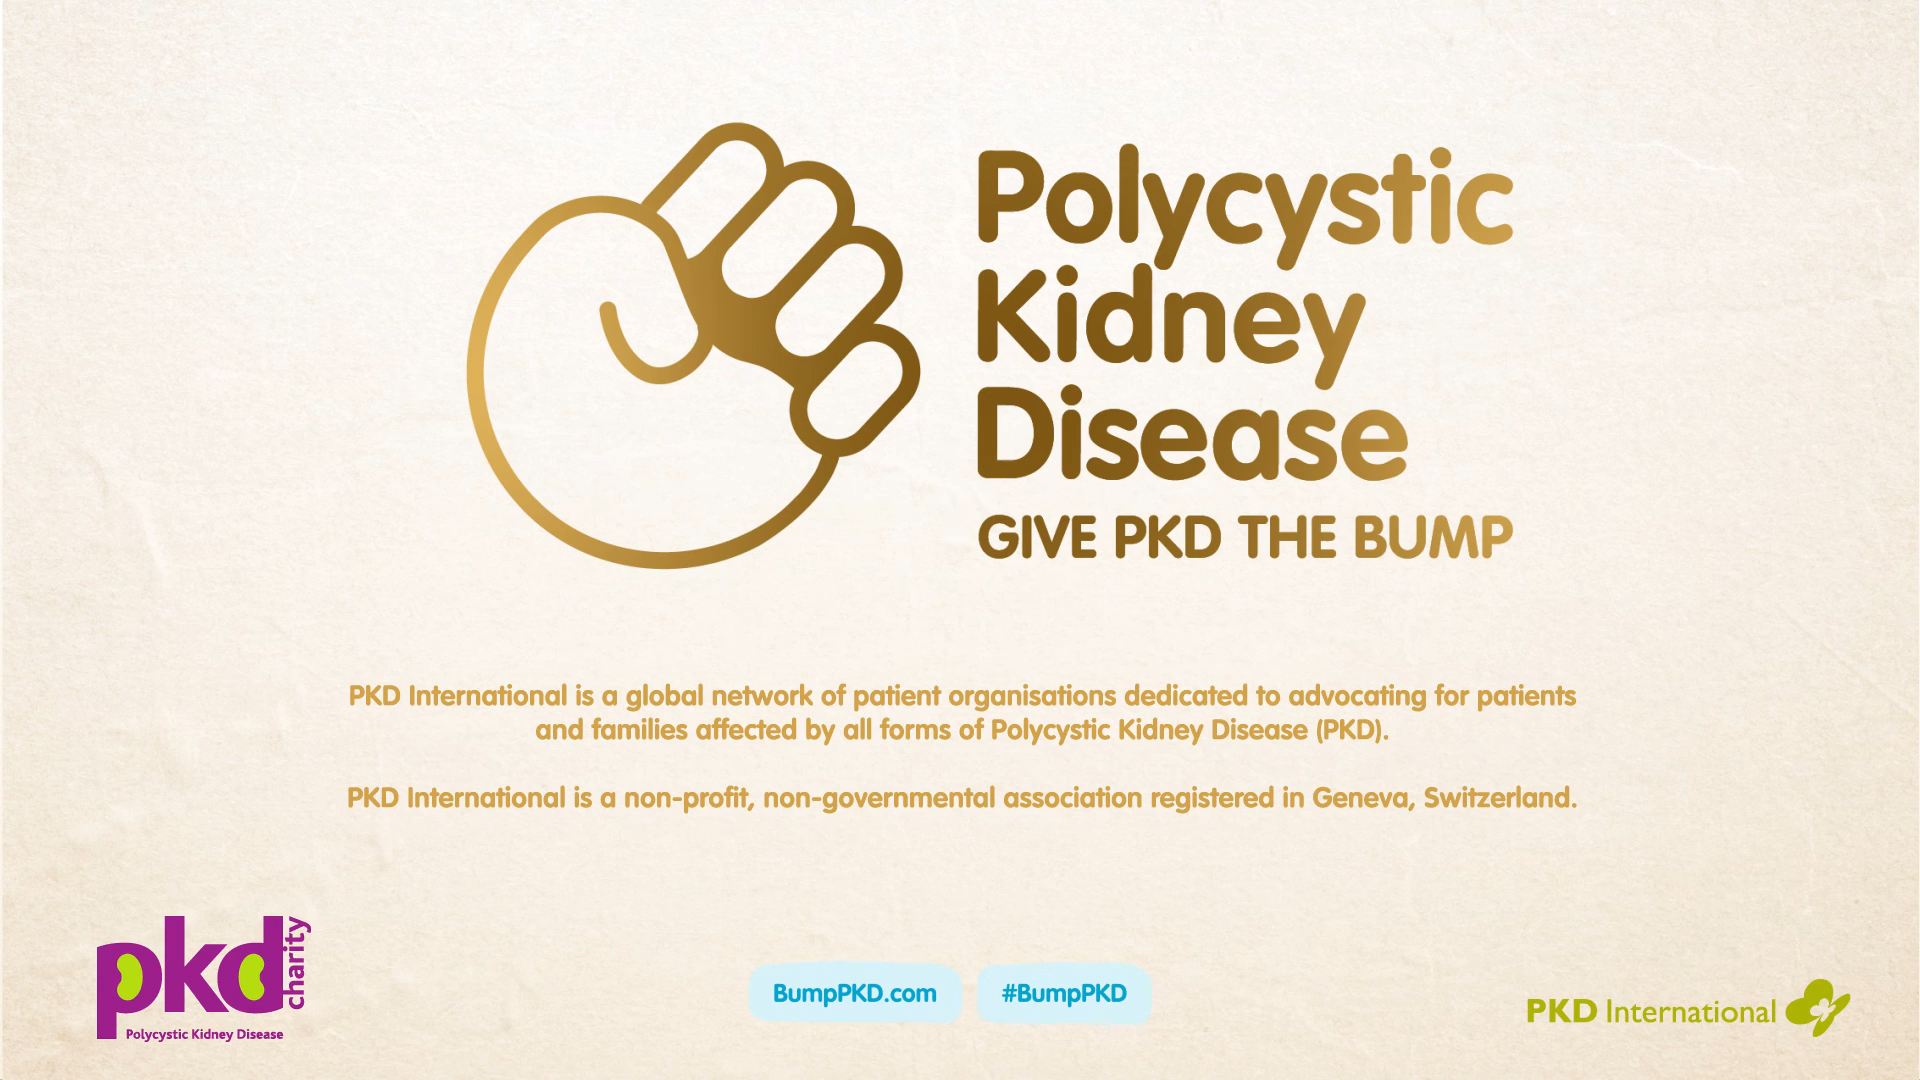 Polycystic
Kidney
Disease
GIVE PKD THE BUMP
PKD International is a global network of patient organisations dedicated to advocating for patients
and families affected by all forms of Polycystic Kidney Disease (PKD).
PKD International is a non-profit, non-governmental association registered in Geneva, Switzerland.
pkd charity
Polycystic Kidney Disease
BumpPKD.com
#BumpPKD
PKD International